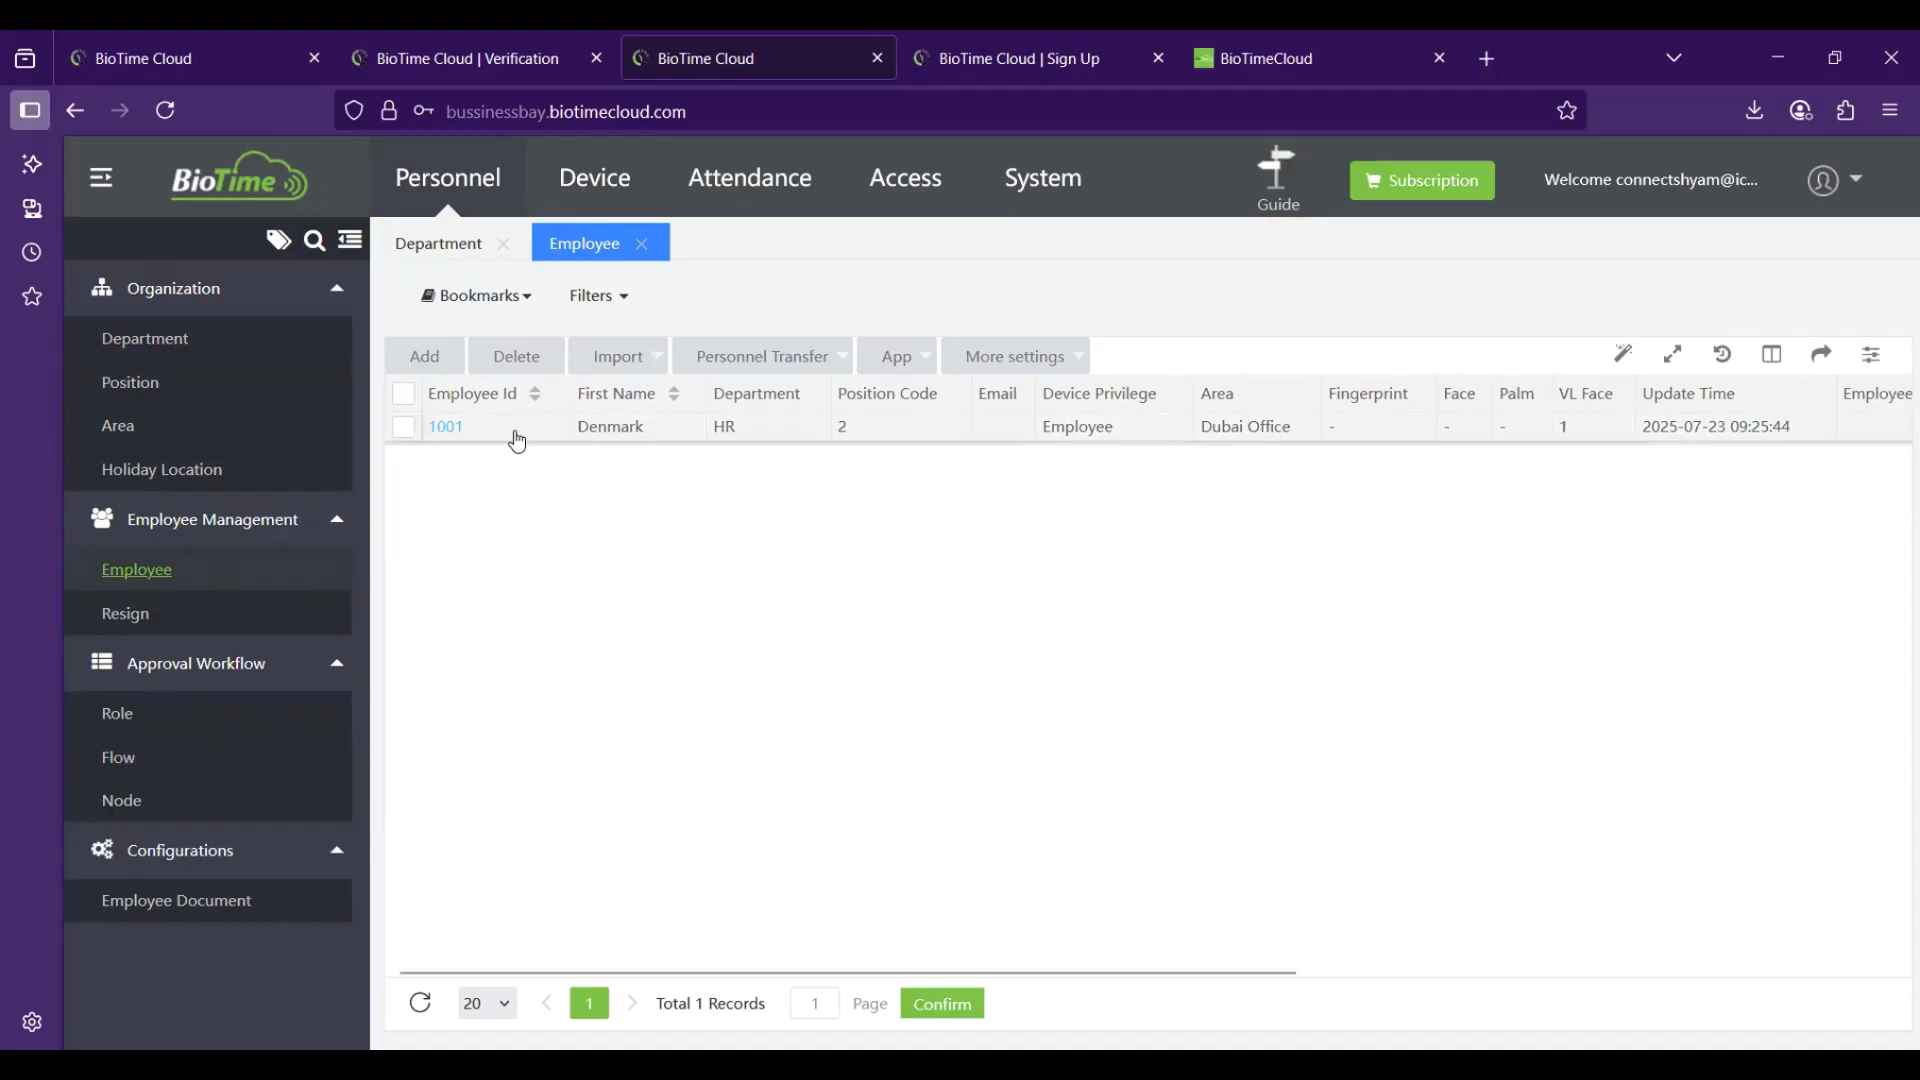 BioTime Cloud
BioTime Cloud | Verification
BioTime Cloud
BioTime Cloud | Sign Up
BioTimeCloud
bussinessbay.biotimecloud.com
BioTime
Personnel
Device
Attendance
Access
System
Guide
Subscription
Welcome connectshyam@ic...
Organization
Department
Position
Area
Holiday Location
Employee Management
Employee
Resign
Approval Workflow
Role
Flow
Node
Configurations
Employee Document
Department
Employee
Bookmarks
Filters
Add
Delete
Import
Personnel Transfer
App
More settings
Employee Id First Name Department Position Code Email Device Privilege Area Fingerprint Face Palm VL Face Update Time Employee
1001 Denmark HR 2 Employee Dubai Office - - - 1 2025-07-23 09:25:44
20
1
Total 1 Records
1
Page
Confirm